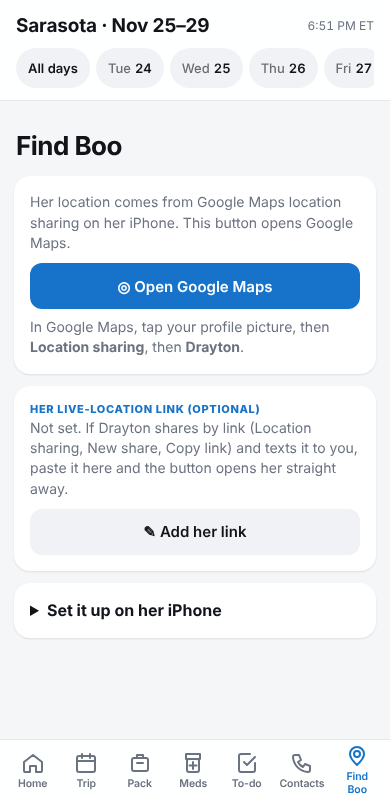 Sarasota · Nov 25–29
6:51 PM ET
All days
Tue 24
Wed 25
Thu 26
Fri 27
Find Boo
Her location comes from Google Maps location
sharing on her iPhone. This button opens Google
Maps.
◎ Open Google Maps
In Google Maps, tap your profile picture, then
Location sharing, then Drayton.
HER LIVE-LOCATION LINK (OPTIONAL)
Not set. If Drayton shares by link (Location
sharing, New share, Copy link) and texts it to you,
paste it here and the button opens her straight
away.
✎ Add her link
▶ Set it up on her iPhone
Home
Trip
Pack
Meds
To-do
Contacts
Find
Boo